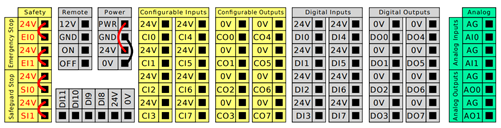 Safety
Remote
Power
Configurable Inputs
Configurable Outputs
Digital Inputs
Digital Outputs
Analog
Emergency Stop
24V
EI0
24V
EI1
Safeguard Stop
24V
SI0
24V
SI1
12V
GND
ON
OFF
PWR
GND
24V
0V
DI11
DI10
DI9
DI8
24V
0V
24V 24V
CI0 CI4
24V 24V
CI1 CI5
24V 24V
CI2 CI6
24V 24V
CI3 CI7
0V 0V
CO0 CO4
0V 0V
CO1 CO5
0V 0V
CO2 CO6
0V 0V
CO3 CO7
24V 24V
DI0 DI4
24V 24V
DI1 DI5
24V 24V
DI2 DI6
24V 24V
DI3 DI7
0V 0V
DO0 DO4
0V 0V
DO1 DO5
0V 0V
DO2 DO6
0V 0V
DO3 DO7
Analog Inputs
AG
AI0
AG
AI1
Analog Outputs
AG
AO0
AG
AO1